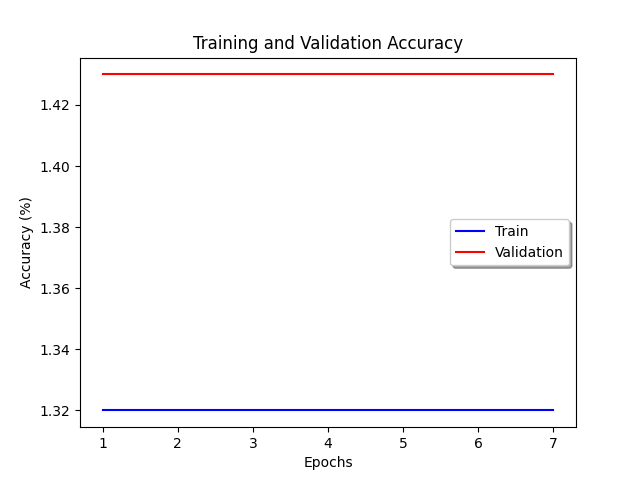 Training and Validation Accuracy
Accuracy (%)
1.42
1.40
1.38
1.36
1.34
1.32
Train
Validation
1 2 3 4 5 6 7
Epochs